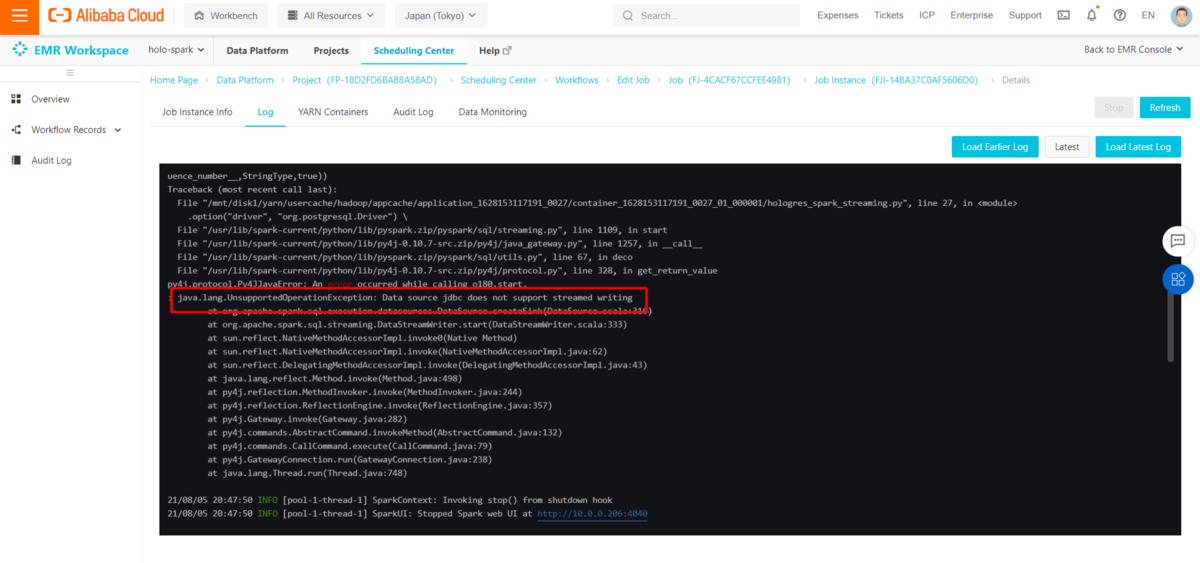 Alibaba Cloud
Workbench
All Resources
Japan (Tokyo)
Search...
Expenses
Tickets
ICP
Enterprise
Support
EN
EMR Workspace
holo-spark
Data Platform
Projects
Scheduling Center
Help
Back to EMR Console
Overview
Workflow Records
Audit Log
Home Page > Data Platform > Project (FP-18D2FD6BAB8A58AD) > Scheduling Center > Workflows > Edit Job > Job (FJ-4CACF67CCFEE4981) > Job Instance (FJI-14BA37C0AF5606D0) > Details
Job Instance Info
Log
YARN Containers
Audit Log
Data Monitoring
Stop
Refresh
Load Earlier Log
Latest
Load Latest Log
uence_number__,StringType,true))
Traceback (most recent call last):
File "/mnt/disk1/yarn/usercache/hadoop/appcache/application_1628153117191_0027/container_1628153117191_0027_01_000001/hologres_spark_streaming.py", line 27, in <module>
.option("driver", "org.postgresql.Driver") \
File "/usr/lib/spark-current/python/lib/pyspark.zip/pyspark/sql/streaming.py", line 1109, in start
File "/usr/lib/spark-current/python/lib/py4j-0.10.7-src.zip/py4j/java_gateway.py", line 1257, in __call__
File "/usr/lib/spark-current/python/lib/pyspark.zip/pyspark/sql/utils.py", line 67, in deco
File "/usr/lib/spark-current/python/lib/py4j-0.10.7-src.zip/py4j/protocol.py", line 328, in get_return_value
py4j.protocol.Py4JJavaError: An error occurred while calling o180.start.
: java.lang.UnsupportedOperationException: Data source jdbc does not support streamed writing
at org.apache.spark.sql.execution.datasources.DataSource.createSink(DataSource.scala:316)
at org.apache.spark.sql.streaming.DataStreamWriter.start(DataStreamWriter.scala:333)
at sun.reflect.NativeMethodAccessorImpl.invoke0(Native Method)
at sun.reflect.NativeMethodAccessorImpl.invoke(NativeMethodAccessorImpl.java:62)
at sun.reflect.DelegatingMethodAccessorImpl.invoke(DelegatingMethodAccessorImpl.java:43)
at java.lang.reflect.Method.invoke(Method.java:498)
at py4j.reflection.MethodInvoker.invoke(MethodInvoker.java:244)
at py4j.reflection.ReflectionEngine.invoke(ReflectionEngine.java:357)
at py4j.Gateway.invoke(Gateway.java:282)
at py4j.commands.AbstractCommand.invokeMethod(AbstractCommand.java:132)
at py4j.commands.CallCommand.execute(CallCommand.java:79)
at py4j.GatewayConnection.run(GatewayConnection.java:238)
at java.lang.Thread.run(Thread.java:748)
21/08/05 20:47:50 INFO [pool-1-thread-1] SparkContext: Invoking stop() from shutdown hook
21/08/05 20:47:50 INFO [pool-1-thread-1] SparkUI: Stopped Spark web UI at http://10.0.0.206:4040